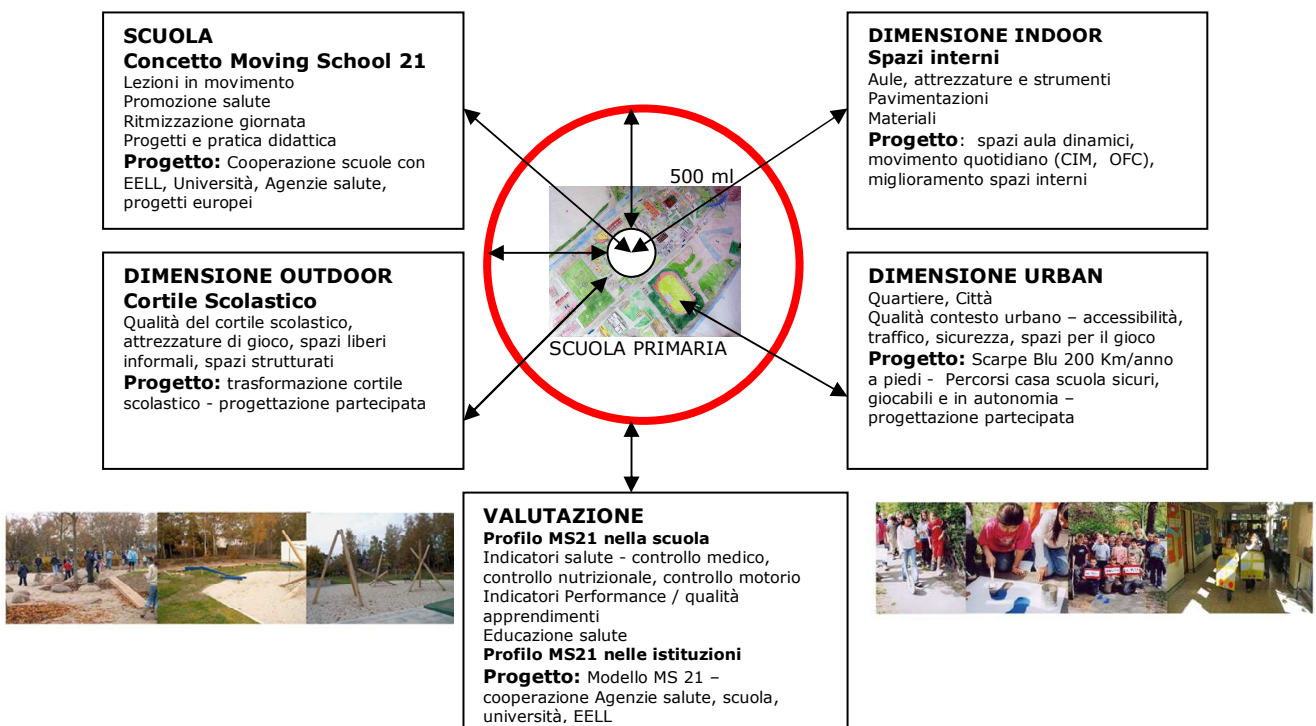 SCUOLA
Concetto Moving School 21
Lezioni in movimento
Promozione salute
Ritmizzazione giornata
Progetti e pratica didattica
Progetto: Cooperazione scuole con
EELL, Università, Agenzie salute,
progetti europei
DIMENSIONE INDOOR
Spazi interni
Aule, attrezzature e strumenti
Pavimentazioni
Materiali
Progetto: spazi aula dinamici,
movimento quotidiano (CIM, OFC),
miglioramento spazi interni
500 ml
SCUOLA PRIMARIA
DIMENSIONE OUTDOOR
Cortile Scolastico
Qualità del cortile scolastico,
attrezzature di gioco, spazi liberi
informali, spazi strutturati
Progetto: trasformazione cortile
scolastico - progettazione partecipata
DIMENSIONE URBAN
Quartiere, Città
Qualità contesto urbano – accessibilità,
traffico, sicurezza, spazi per il gioco
Progetto: Scarpe Blu 200 Km/anno
a piedi - Percorsi casa scuola sicuri,
giocabili e in autonomia –
progettazione partecipata
VALUTAZIONE
Profilo MS21 nella scuola
Indicatori salute - controllo medico,
controllo nutrizionale, controllo motorio
Indicatori Performance / qualità
apprendimenti
Educazione salute
Profilo MS21 nelle istituzioni
Progetto: Modello MS 21 –
cooperazione Agenzie salute, scuola,
università, EELL